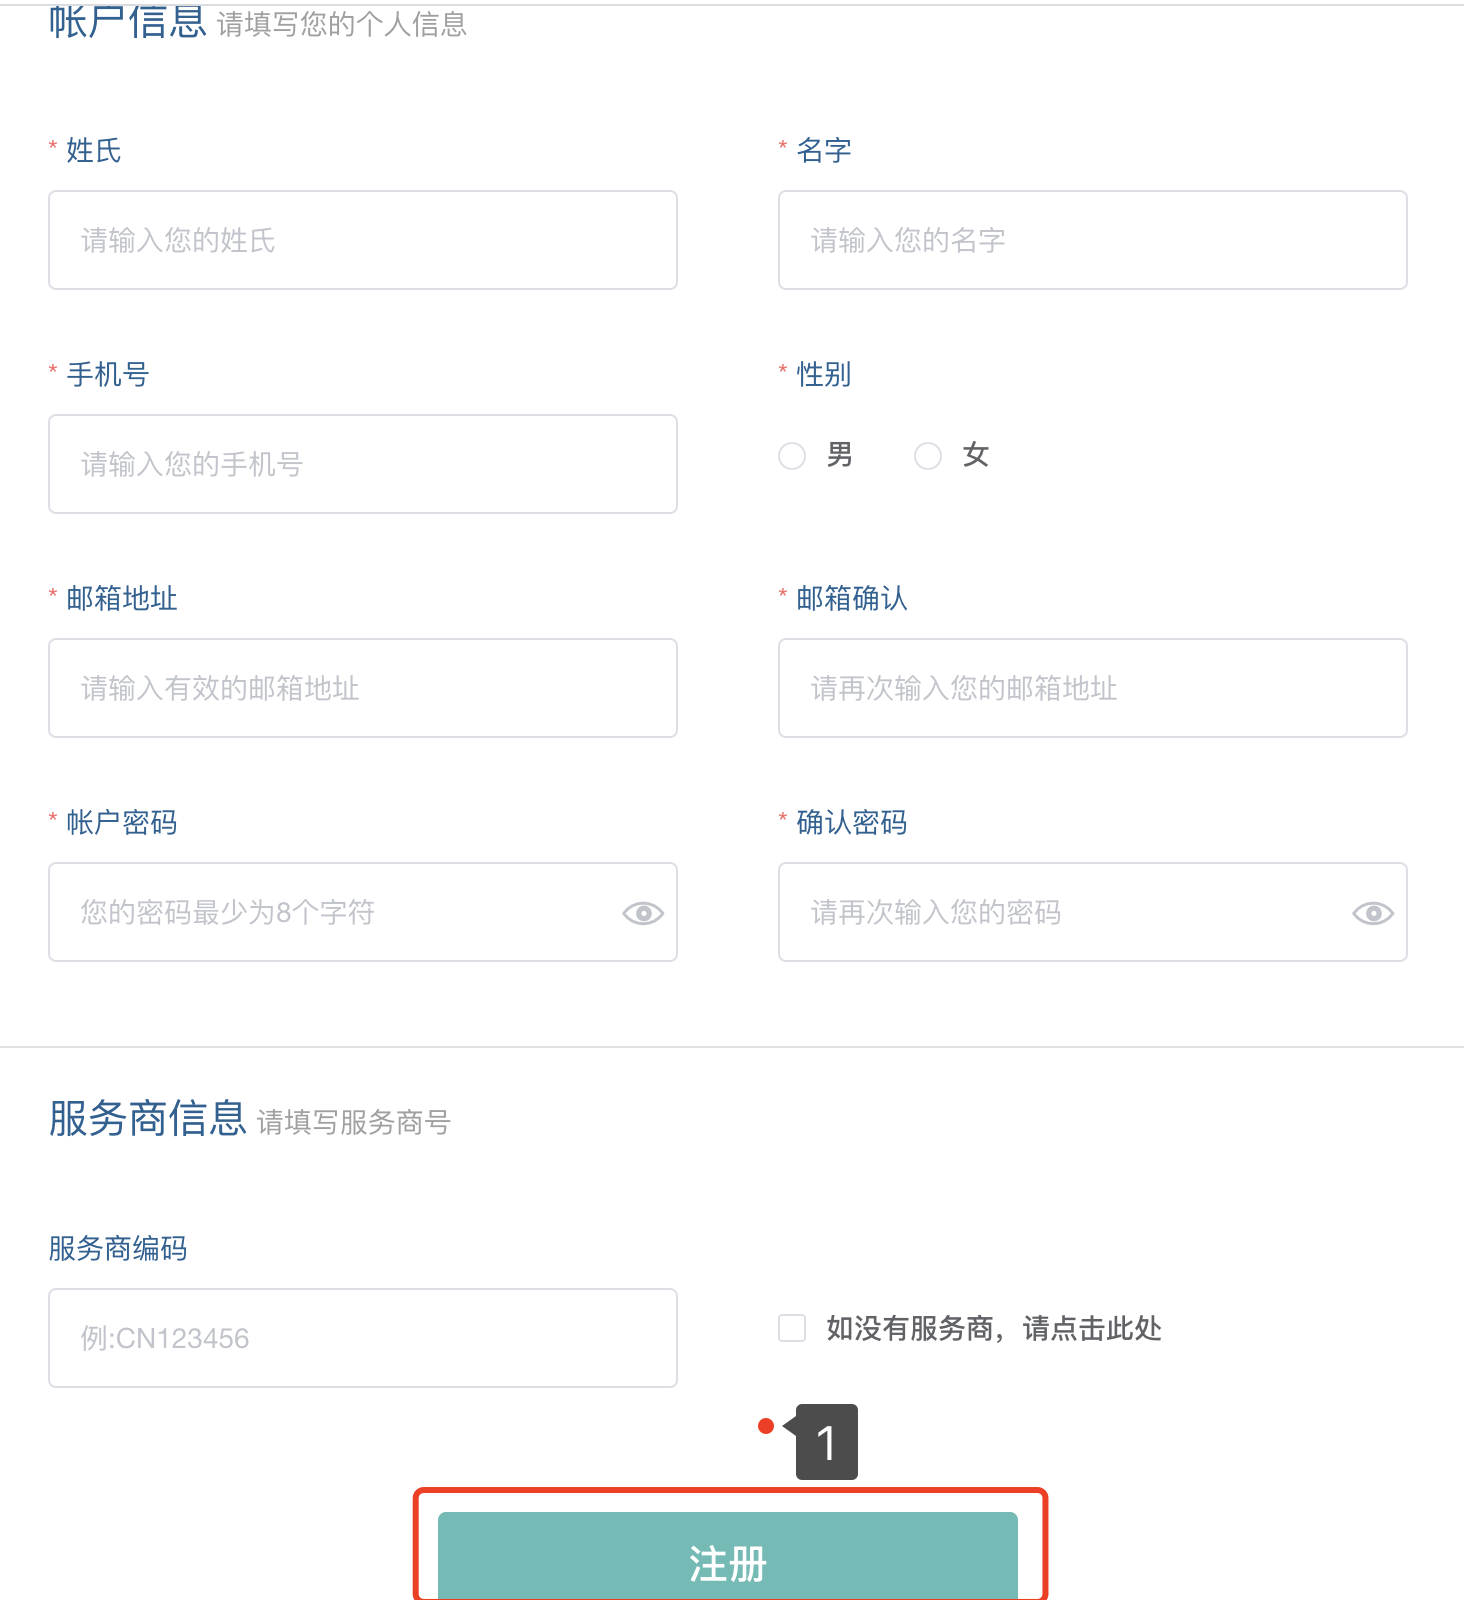 帐户信息 请填写您的个人信息
* 姓氏
* 名字
请输入您的姓氏
请输入您的名字
* 手机号
* 性别
请输入您的手机号
男 女
* 邮箱地址
* 邮箱确认
请输入有效的邮箱地址
请再次输入您的邮箱地址
* 帐户密码
* 确认密码
您的密码最少为8个字符
请再次输入您的密码
服务商信息 请填写服务商号
服务商编码
例:CN123456
如没有服务商，请点击此处
1
注册